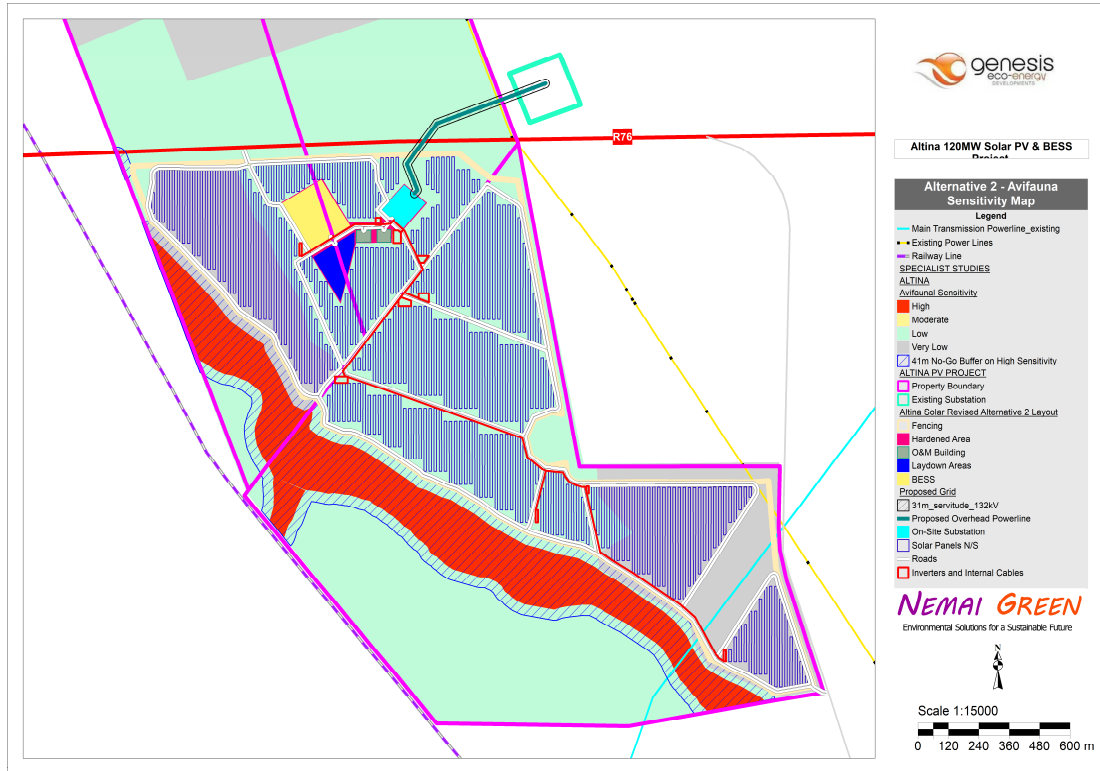 R76
genesis
eco-energy
DEVELOPMENTS
Altina 120MW Solar PV & BESS
Project
Alternative 2 - Avifauna
Sensitivity Map
Legend
Main Transmission Powerline_existing
Existing Power Lines
Railway Line
SPECIALIST STUDIES
ALTINA
Avifaunal Sensitivity
High
Moderate
Low
Very Low
41m No-Go Buffer on High Sensitivity
ALTINA PV PROJECT
Property Boundary
Existing Substation
Altina Solar Revised Alternative 2 Layout
Fencing
Hardened Area
O&M Building
Laydown Areas
BESS
Proposed Grid
31m_servitude_132kV
Proposed Overhead Powerline
On-Site Substation
Solar Panels N/S
Roads
Inverters and Internal Cables
NEMAI GREEN
Environmental Solutions for a Sustainable Future
N
Scale 1:15000
0 120 240 360 480 600 m